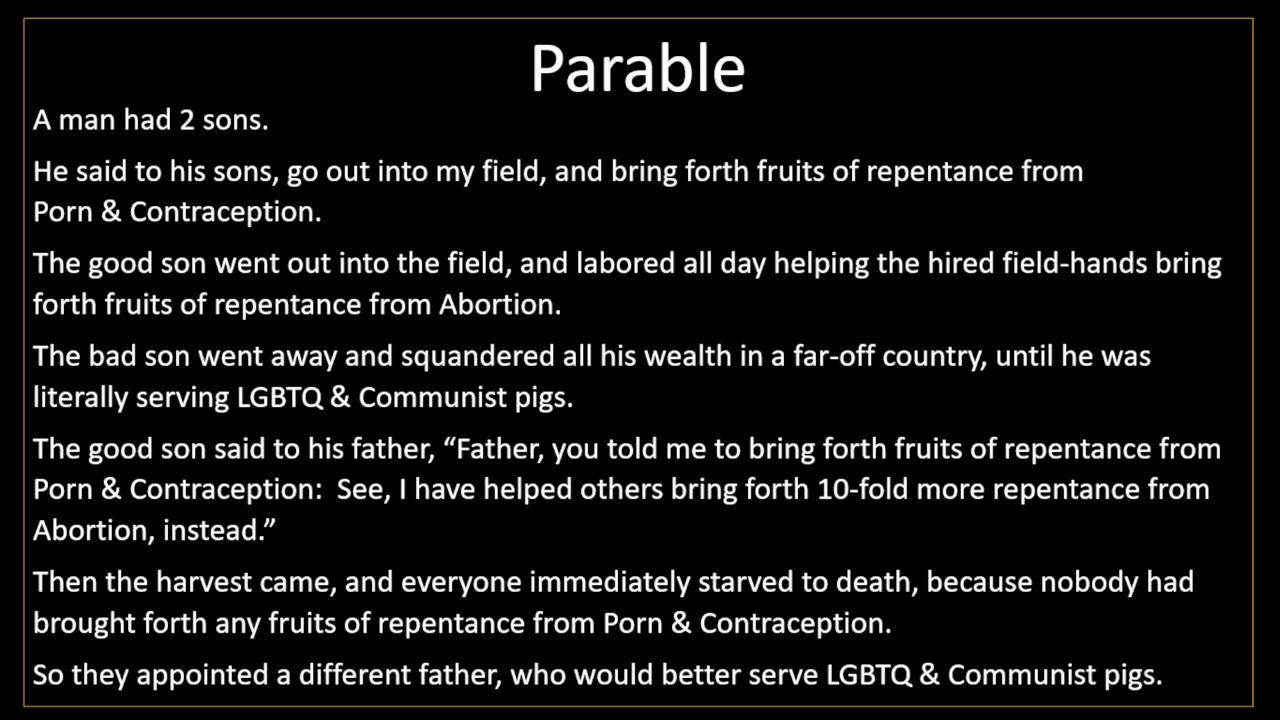 Parable
A man had 2 sons.
He said to his sons, go out into my field, and bring forth fruits of repentance from
Porn & Contraception.
The good son went out into the field, and labored all day helping the hired field-hands bring
forth fruits of repentance from Abortion.
The bad son went away and squandered all his wealth in a far-off country, until he was
literally serving LGBTQ & Communist pigs.
The good son said to his father, “Father, you told me to bring forth fruits of repentance from
Porn & Contraception:  See, I have helped others bring forth 10-fold more repentance from
Abortion, instead.”
Then the harvest came, and everyone immediately starved to death, because nobody had
brought forth any fruits of repentance from Porn & Contraception.
So they appointed a different father, who would better serve LGBTQ & Communist pigs.